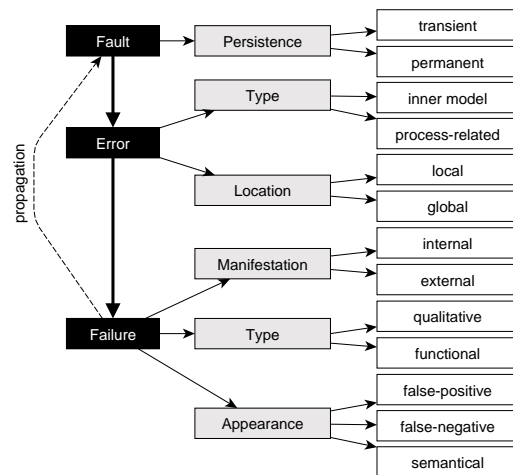 Fault
Persistence
transient
permanent
Type
inner model
process-related
Error
Location
local
global
propagation
Manifestation
internal
external
Failure
Type
qualitative
functional
Appearance
false-positive
false-negative
semantical